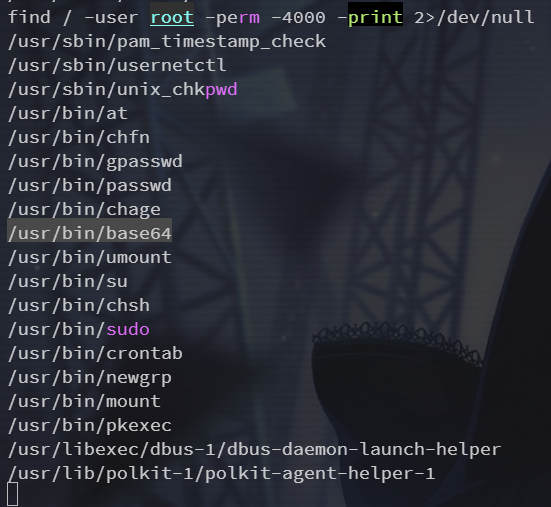 find / -user root -perm -4000 -print 2>/dev/null
/usr/sbin/pam_timestamp_check
/usr/sbin/usernetctl
/usr/sbin/unix_chkpwd
/usr/bin/at
/usr/bin/chfn
/usr/bin/gpasswd
/usr/bin/passwd
/usr/bin/chage
/usr/bin/base64
/usr/bin/umount
/usr/bin/su
/usr/bin/chsh
/usr/bin/sudo
/usr/bin/crontab
/usr/bin/newgrp
/usr/bin/mount
/usr/bin/pkexec
/usr/libexec/dbus-1/dbus-daemon-launch-helper
/usr/lib/polkit-1/polkit-agent-helper-1